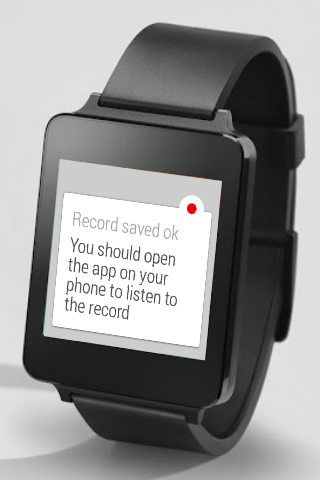 Record saved ok
You should open
the app on your
phone to listen to
the record